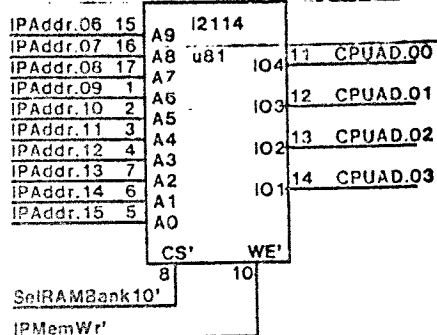 IPAddr.06 15 A9 I2114
IPAddr.07 16 A8 u81 IO4 11 CPUAD.00
IPAddr.08 17 A7
IPAddr.09 1 A6 IO3 12 CPUAD.01
IPAddr.10 2 A5
IPAddr.11 3 A4 IO2 13 CPUAD.02
IPAddr.12 4 A3
IPAddr.13 7 A2 IO1 14 CPUAD.03
IPAddr.14 6 A1
IPAddr.15 5 A0
CS' WE'
8 10
SelRAMBank10'
IPMemWr'